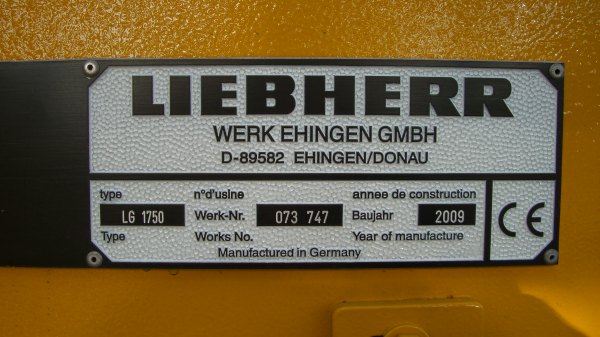 LIEBHERR
WERK EHINGEN GMBH
D-89582 EHINGEN/DONAU
type n°d'usine annee de construction
LG 1750 Werk-Nr. 073 747 Baujahr 2009
Type Works No. Year of manufacture
Manufactured in Germany
CE